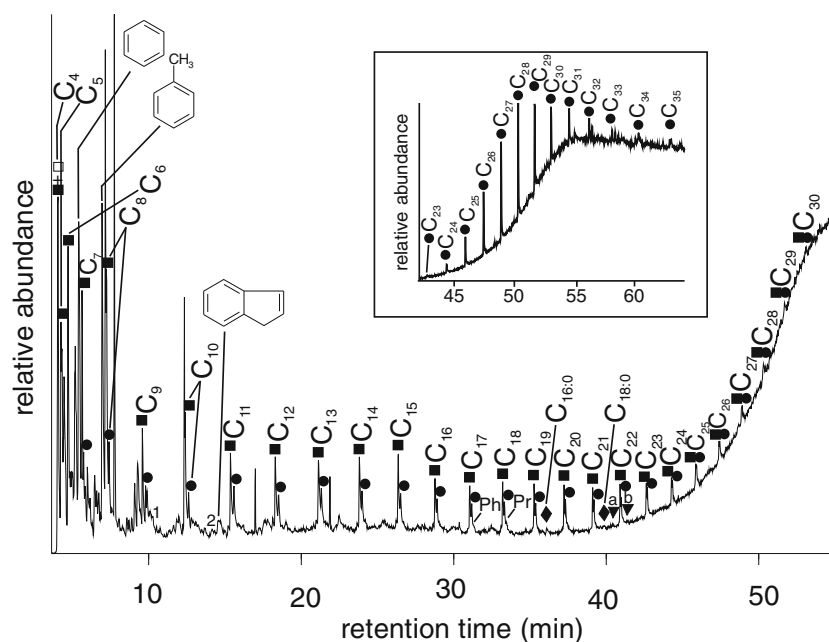 relative abundance
C4
C5
CH3
C6
C8
C7
C9
C10
1
2
C11
C12
C13
C14
C15
C16
C17
Ph
C18
Pr
C19
C16:0
C20
C21
C18:0
a
b
C22
C23
C24
C25
C26
C27
C28
C29
C30
10
20
30
40
50
retention time (min)
relative abundance
C23
C24
C25
C26
C27
C28
C29
C30
C31
C32
C33
C34
C35
45
50
55
60